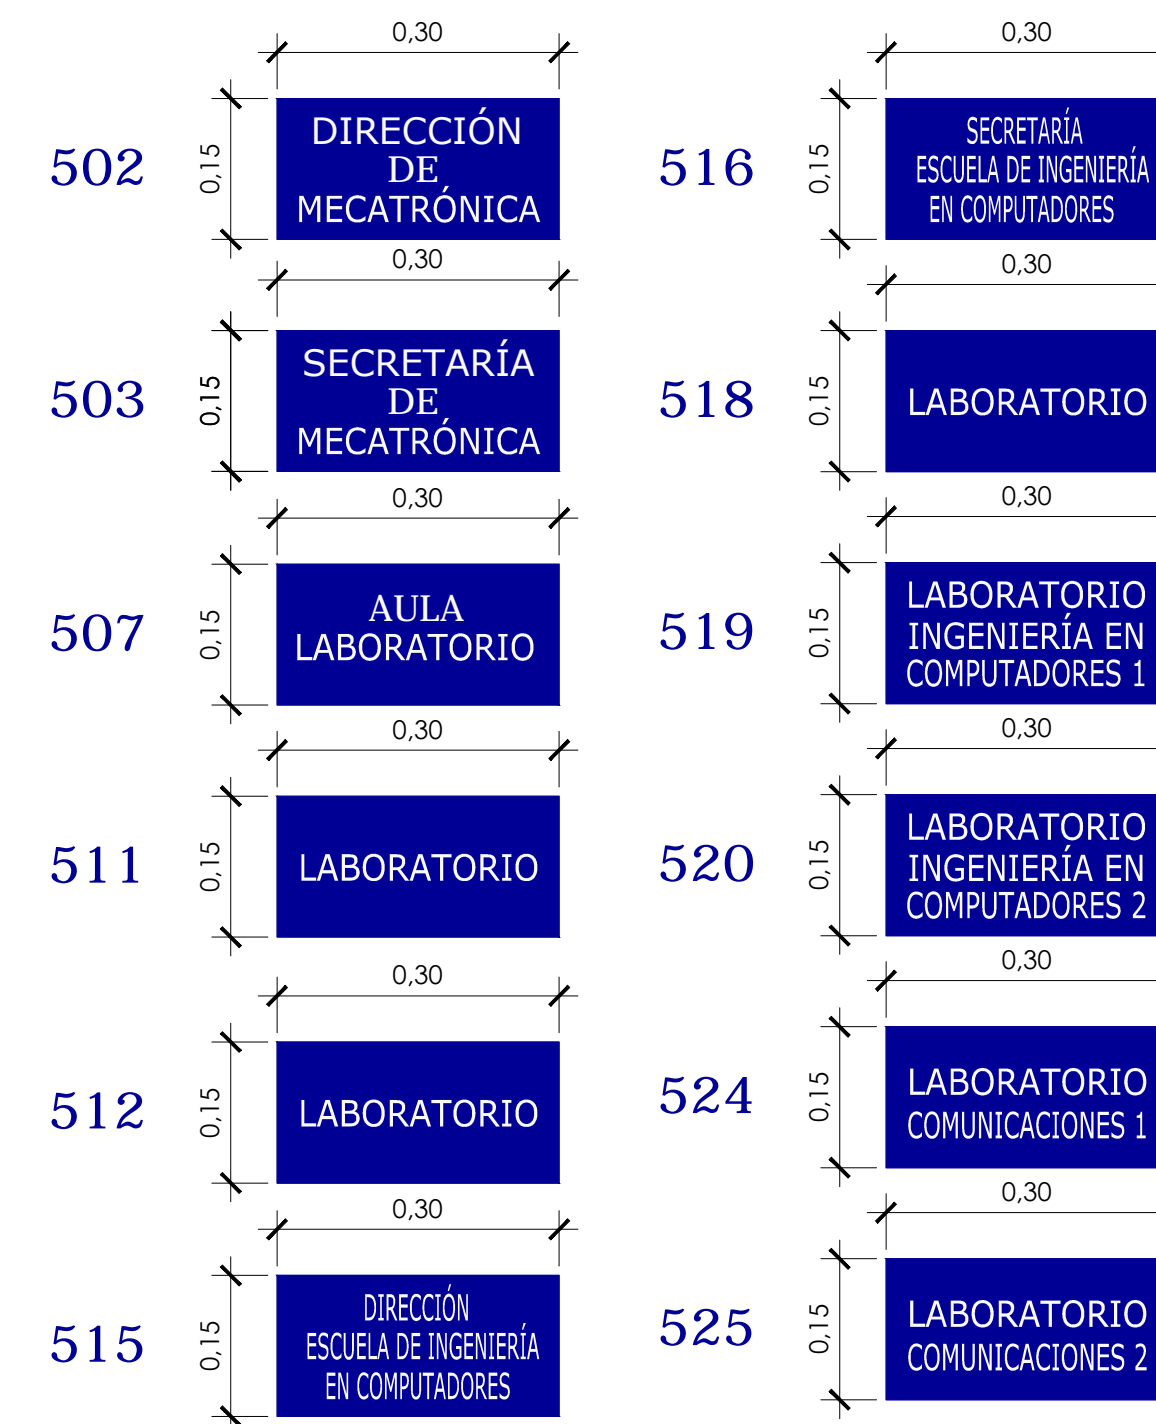 0,30
502
0,15
DIRECCIÓN
DE
MECATRÓNICA
0,30
503
0,15
SECRETARÍA
DE
MECATRÓNICA
0,30
507
0,15
AULA
LABORATORIO
0,30
511
0,15
LABORATORIO
0,30
512
0,15
LABORATORIO
0,30
515
0,15
DIRECCIÓN
ESCUELA DE INGENIERÍA
EN COMPUTADORES
0,30
516
0,15
SECRETARÍA
ESCUELA DE INGENIERÍA
EN COMPUTADORES
0,30
518
0,15
LABORATORIO
0,30
519
0,15
LABORATORIO
INGENIERÍA EN
COMPUTADORES 1
0,30
520
0,15
LABORATORIO
INGENIERÍA EN
COMPUTADORES 2
0,30
524
0,15
LABORATORIO
COMUNICACIONES 1
0,30
525
0,15
LABORATORIO
COMUNICACIONES 2